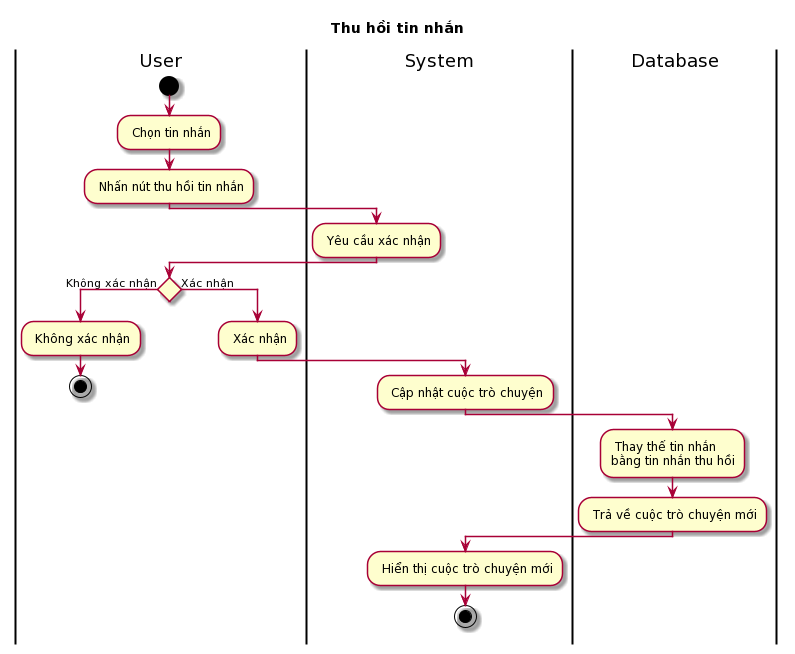 Thu hồi tin nhắn
User
System
Database
Chọn tin nhắn
Nhấn nút thu hồi tin nhắn
Yêu cầu xác nhận
Không xác nhận
Xác nhận
Không xác nhận
Xác nhận
Cập nhật cuộc trò chuyện
Thay thế tin nhắn
bằng tin nhắn thu hồi
Trả về cuộc trò chuyện mới
Hiển thị cuộc trò chuyện mới